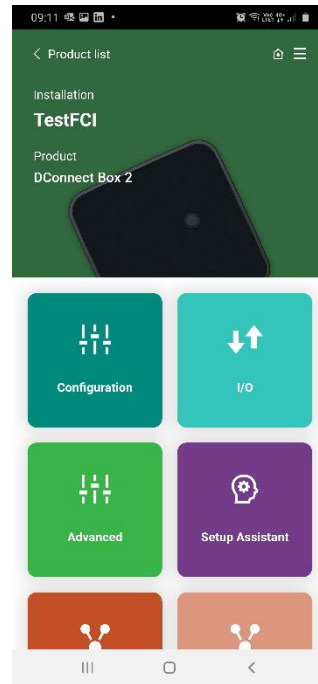 09:11
Product list
Installation
TestFCI
Product
DConnect Box 2
Configuration
I/O
Advanced
Setup Assistant